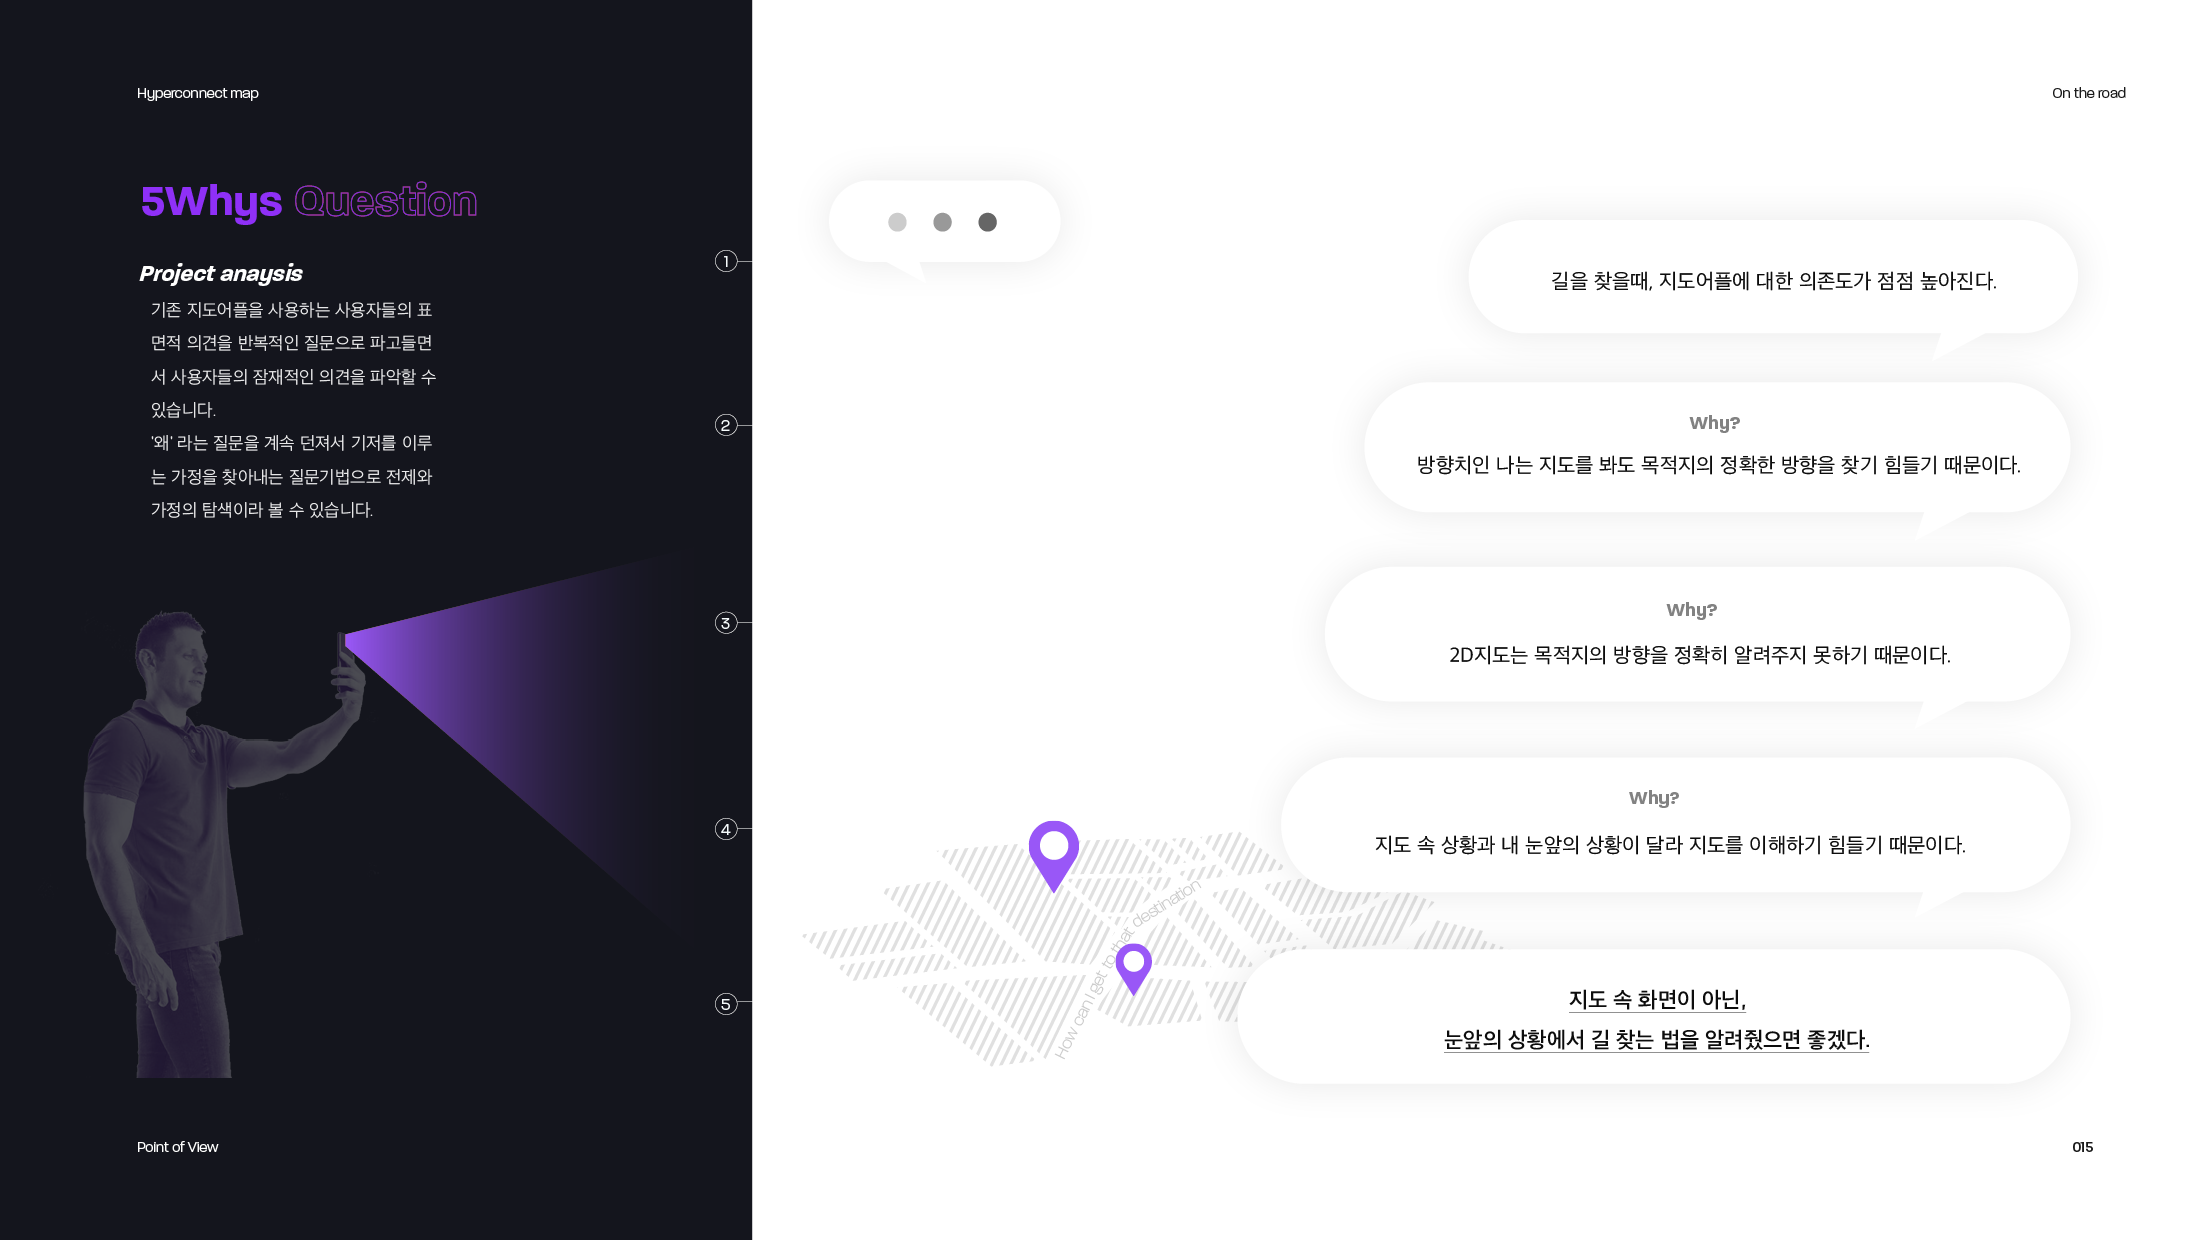 Hyperconnect map
On the road
5Whys Question
Project anaysis
기존 지도어플을 사용하는 사용자들의 표
면적 의견을 반복적인 질문으로 파고들면
서 사용자들의 잠재적인 의견을 파악할 수
있습니다.
'왜' 라는 질문을 계속 던져서 기저를 이루
는 가정을 찾아내는 질문기법으로 전제와
가정의 탐색이라 볼 수 있습니다.
1
길을 찾을때, 지도어플에 대한 의존도가 점점 높아진다.
2
Why?
방향치인 나는 지도를 봐도 목적지의 정확한 방향을 찾기 힘들기 때문이다.
3
Why?
2D지도는 목적지의 방향을 정확히 알려주지 못하기 때문이다.
4
Why?
지도 속 상황과 내 눈앞의 상황이 달라 지도를 이해하기 힘들기 때문이다.
How can I get to that destination
5
지도 속 화면이 아닌,
눈앞의 상황에서 길 찾는 법을 알려줬으면 좋겠다.
Point of View
015